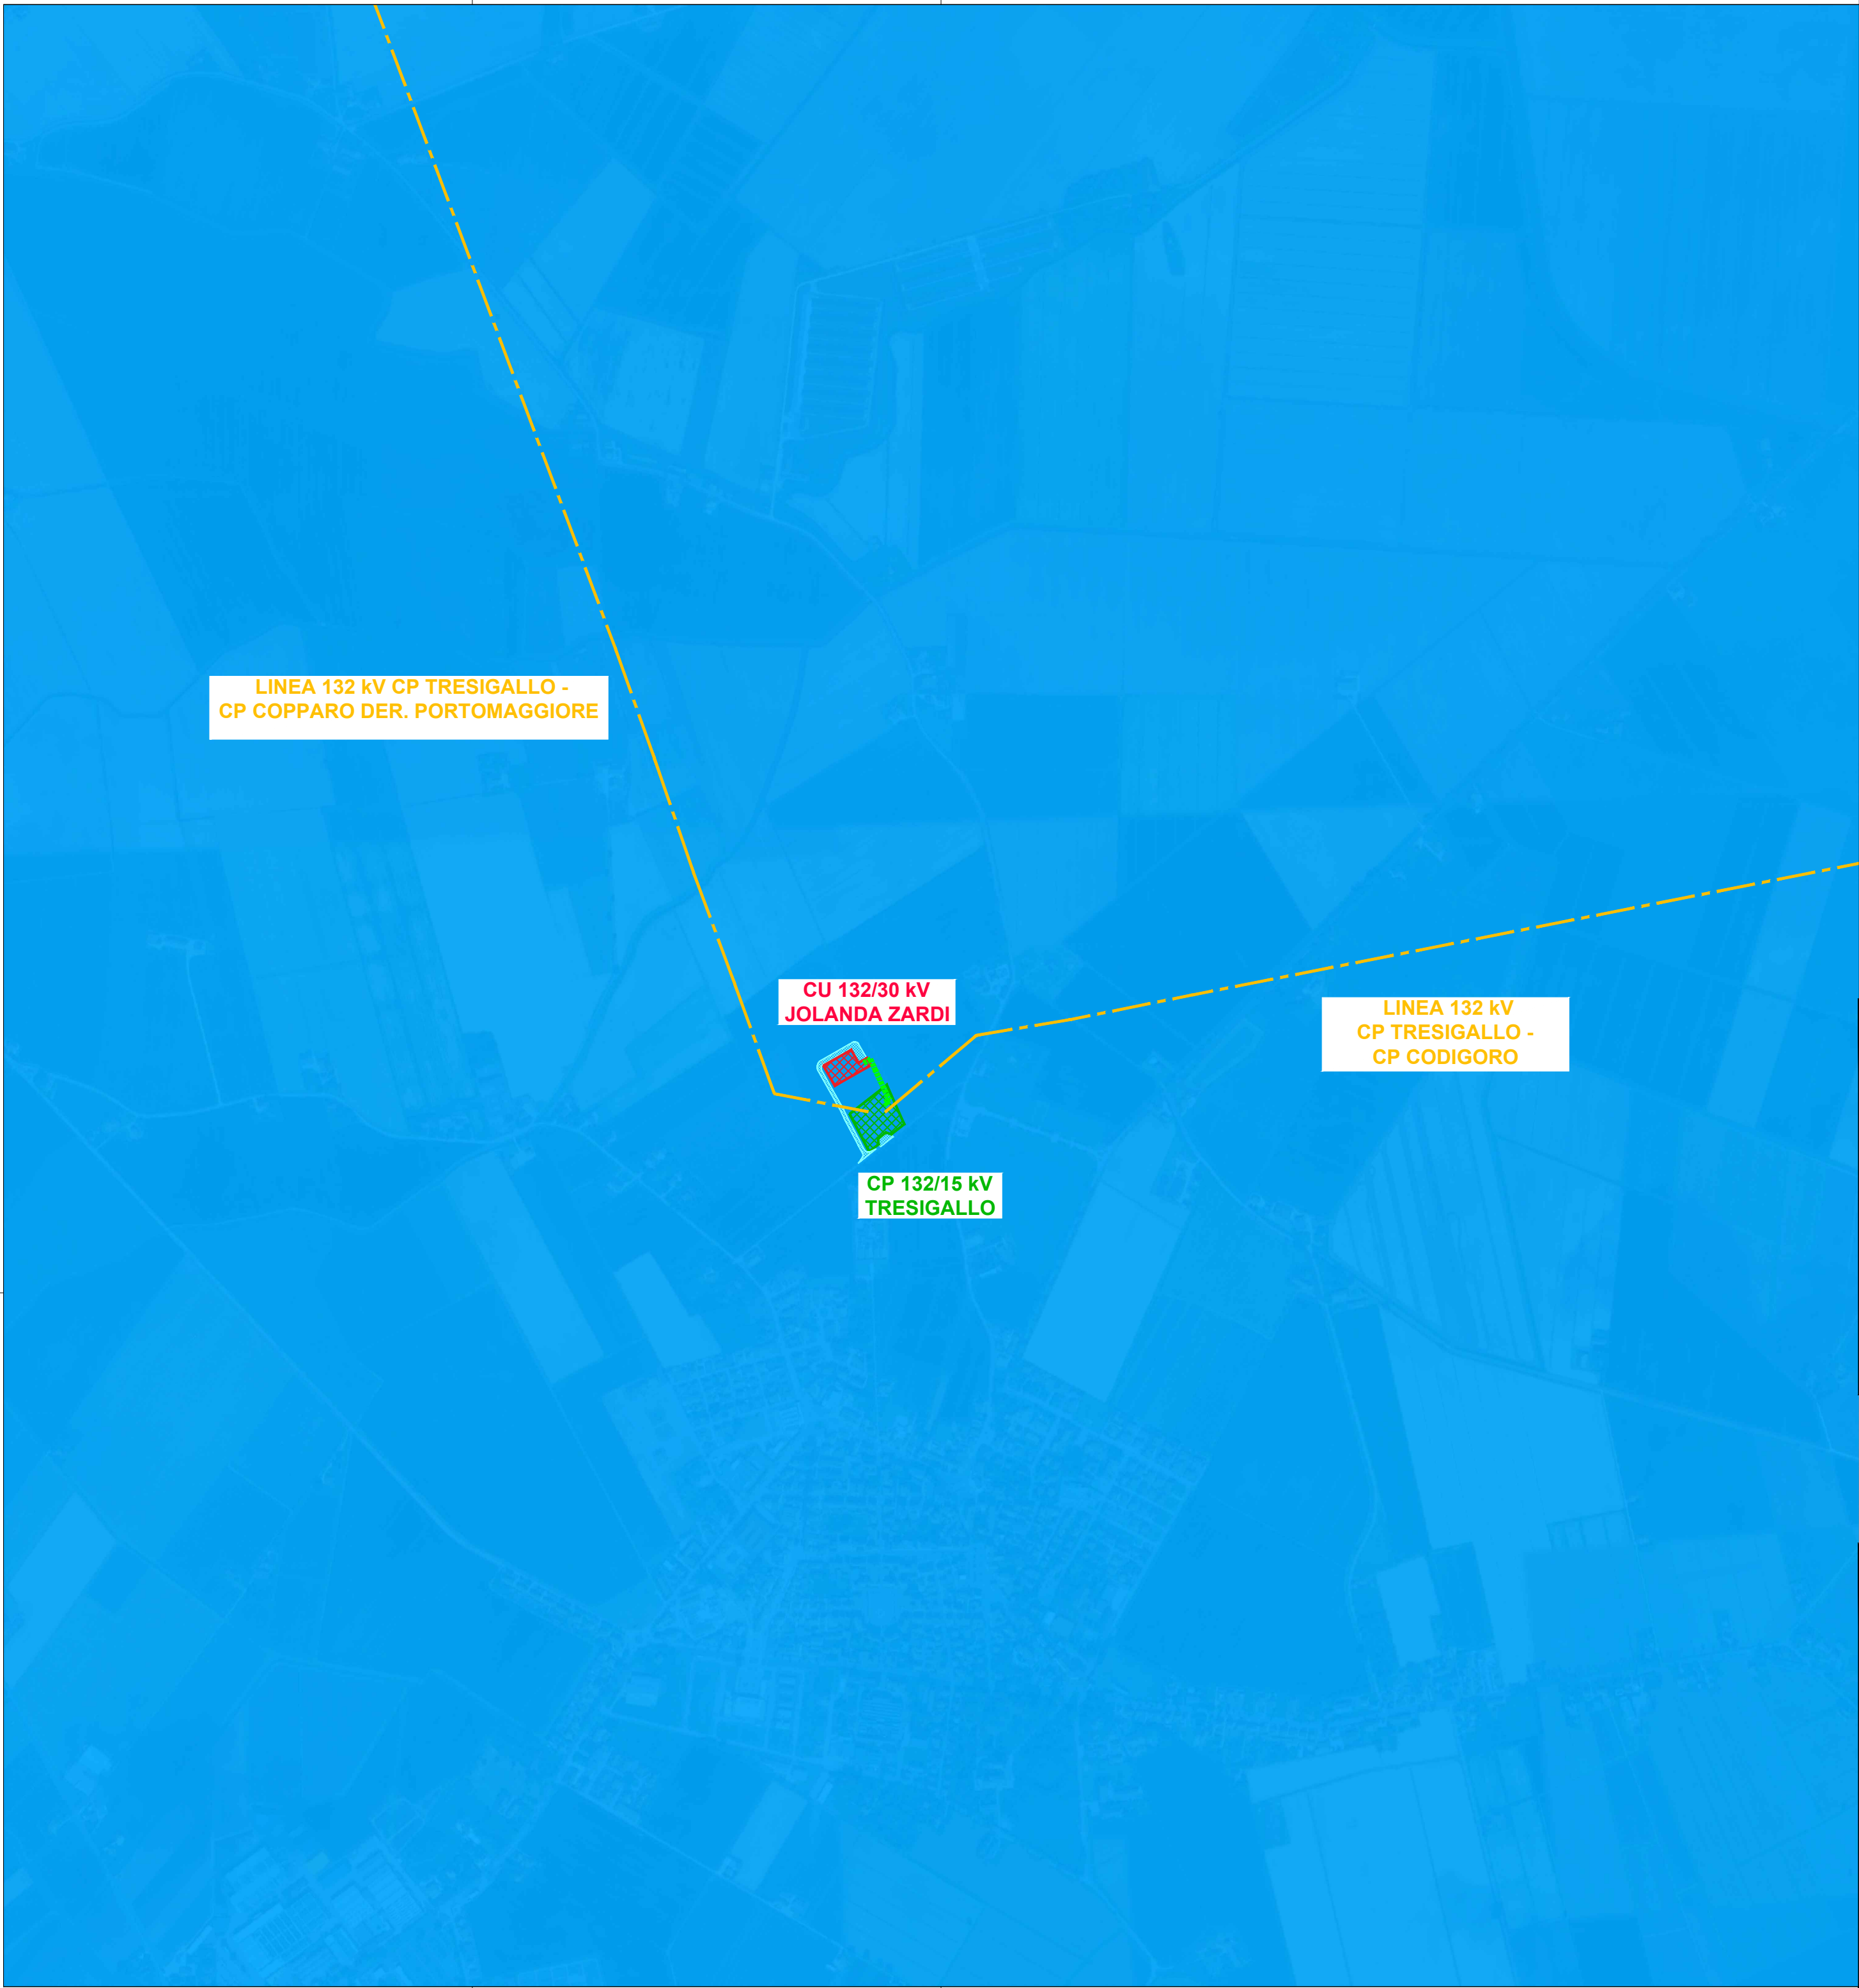 LINEA 132 kV CP TRESIGALLO -
CP COPPARO DER. PORTOMAGGIORE
CU 132/30 kV
JOLANDA ZARDI
LINEA 132 kV
CP TRESIGALLO -
CP CODIGORO
CP 132/15 kV
TRESIGALLO